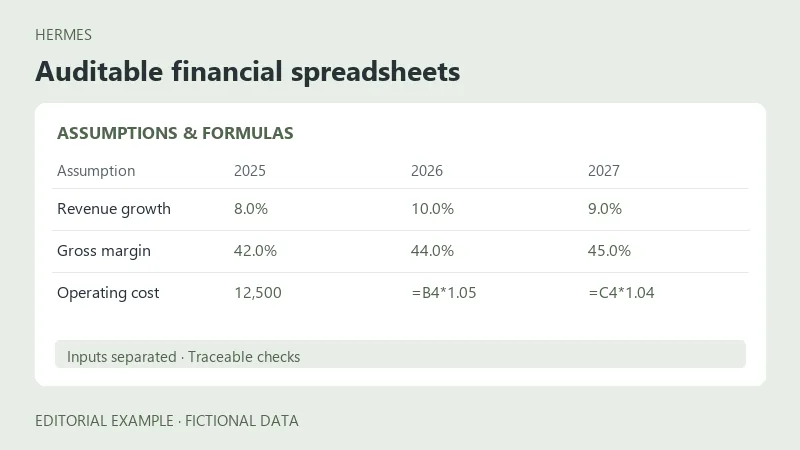 HERMES
Auditable financial spreadsheets
ASSUMPTIONS & FORMULAS
Assumption 2025 2026 2027
Revenue growth 8.0% 10.0% 9.0%
Gross margin 42.0% 44.0% 45.0%
Operating cost 12,500 =B4*1.05 =C4*1.04
Inputs separated · Traceable checks
EDITORIAL EXAMPLE · FICTIONAL DATA